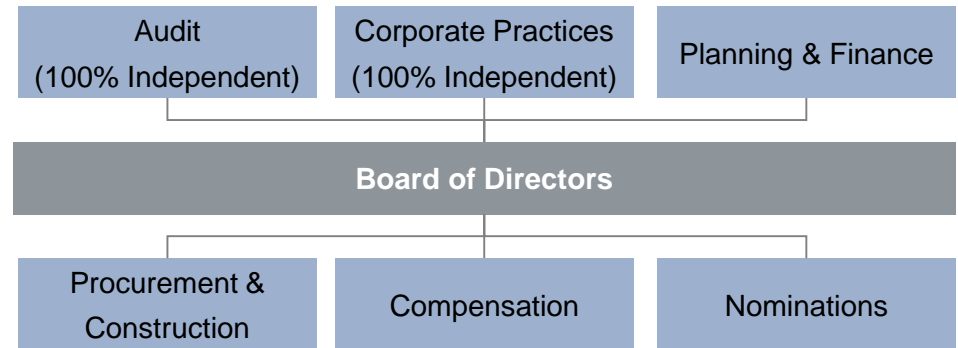 Audit
(100% Independent)
Corporate Practices
(100% Independent)
Planning & Finance
Board of Directors
Procurement &
Construction
Compensation
Nominations